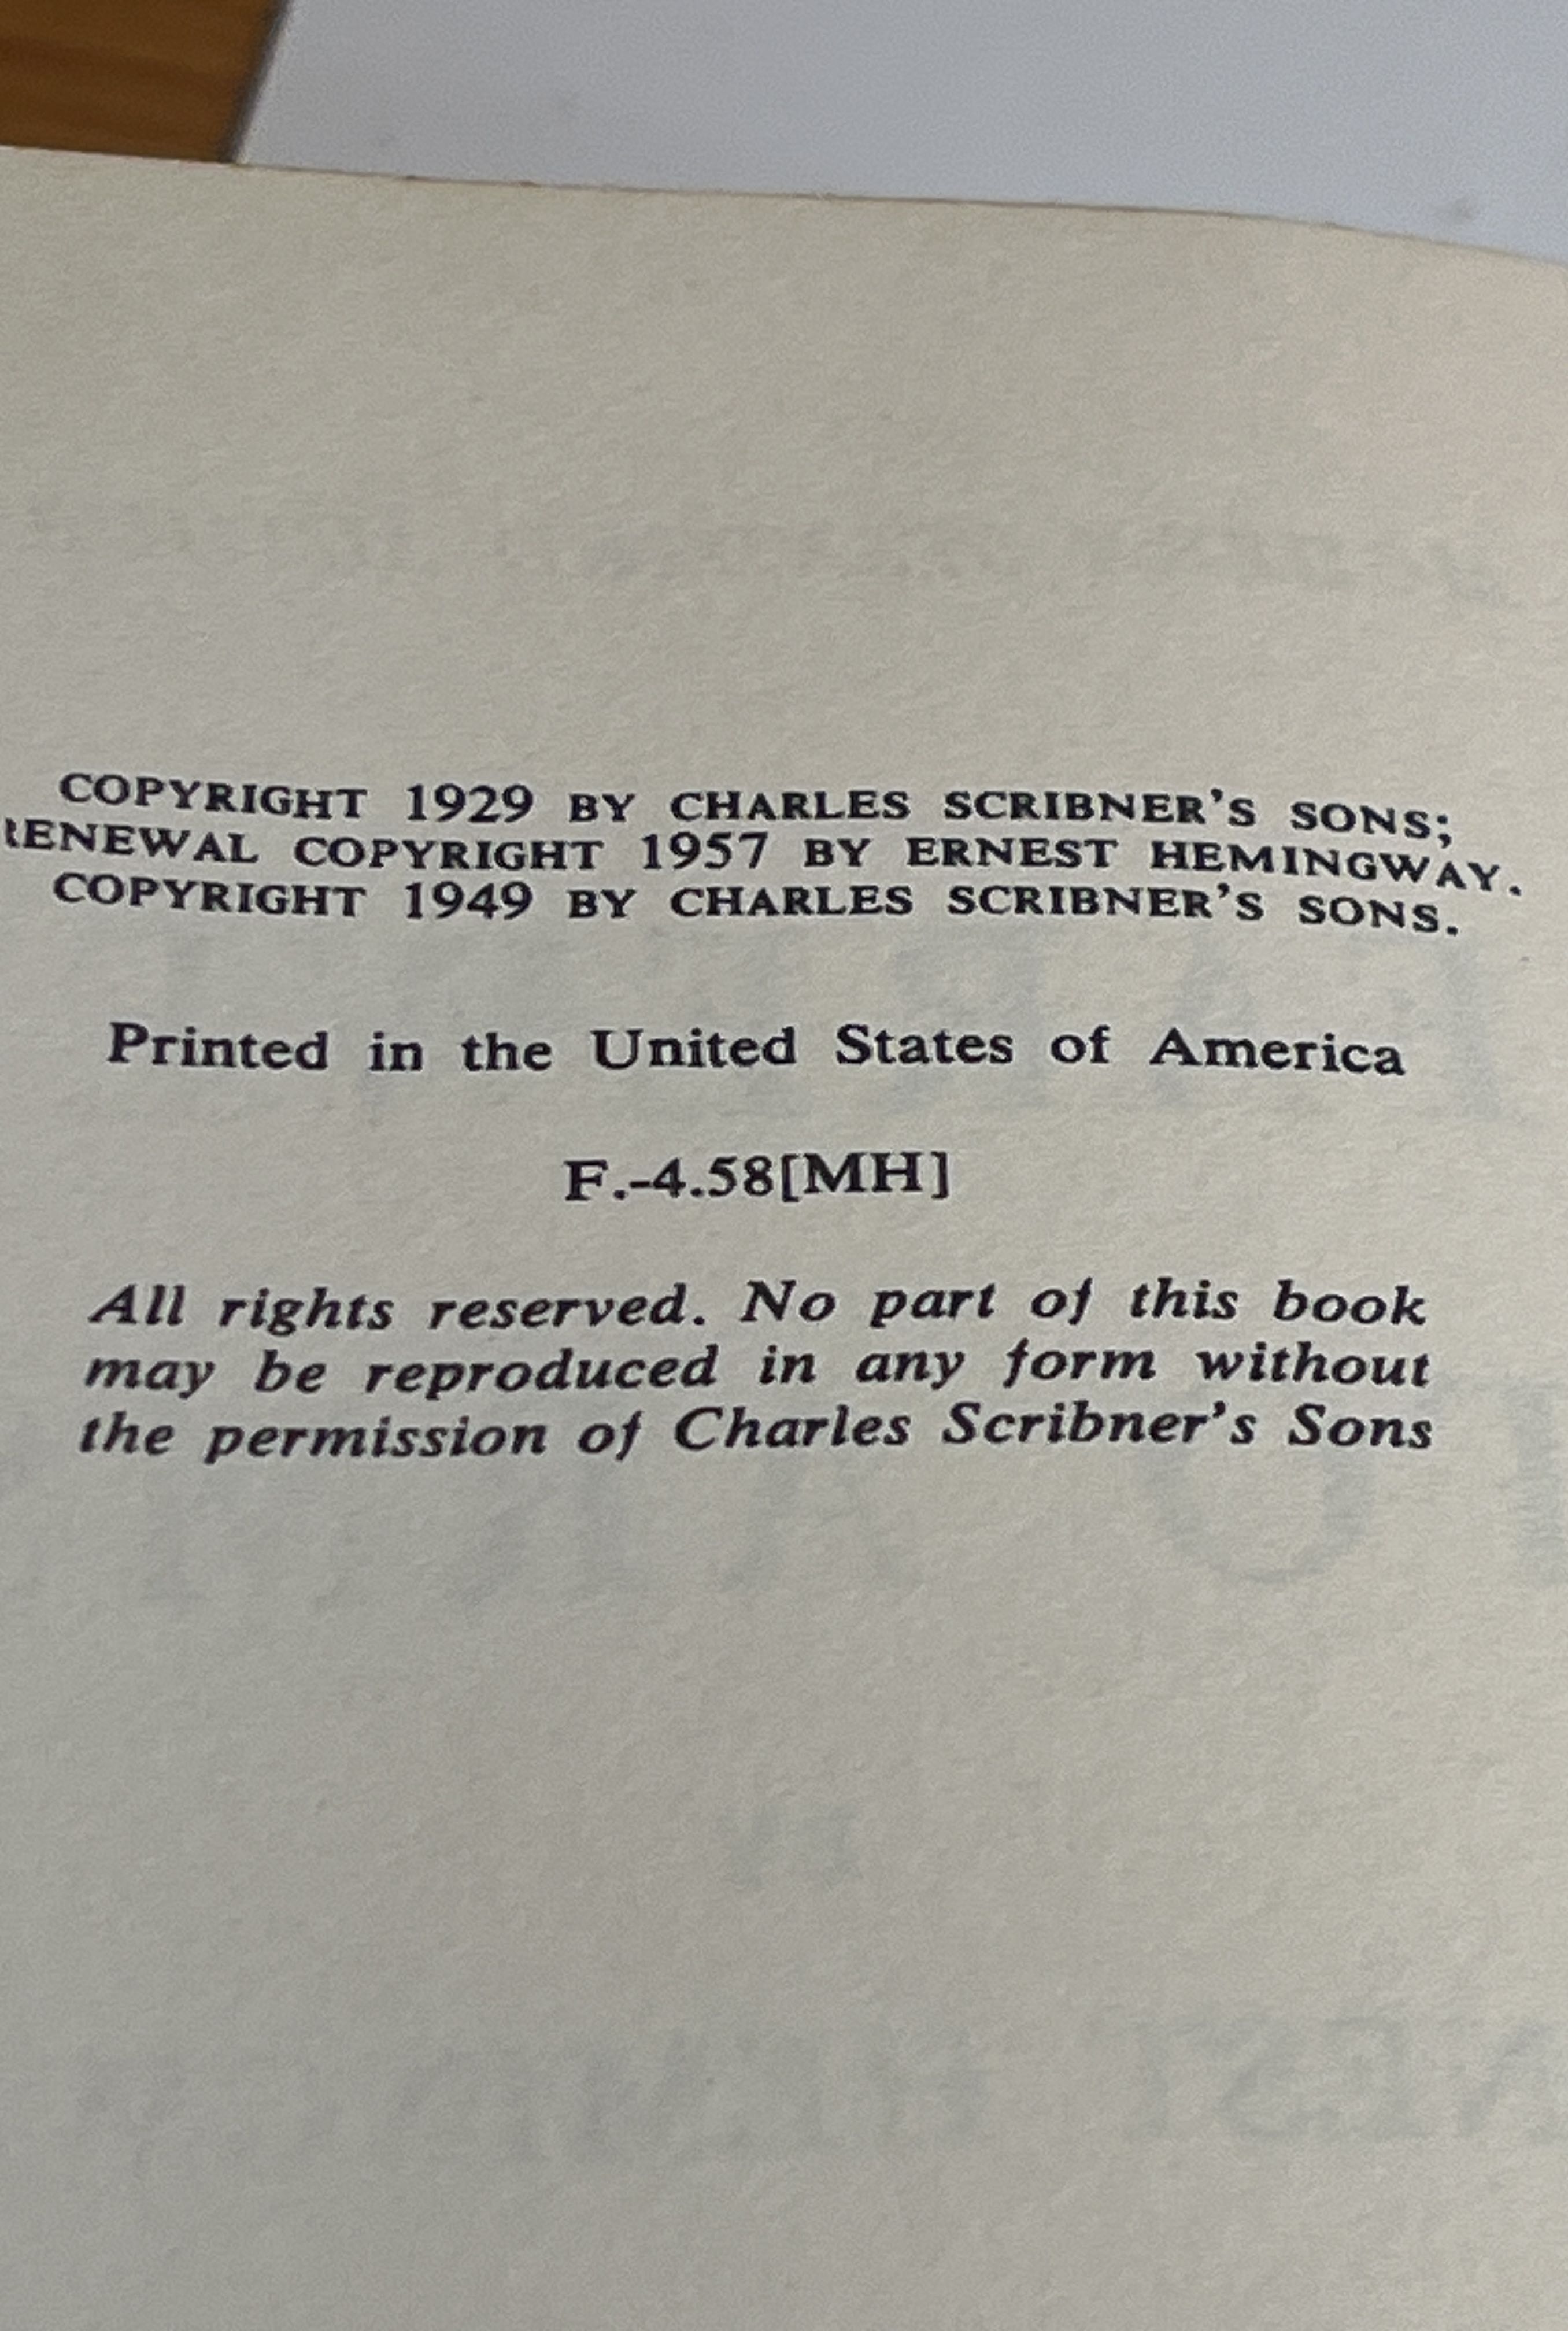 COPYRIGHT 1929 BY CHARLES SCRIBNER'S SONS;
RENEWAL COPYRIGHT 1957 BY ERNEST HEMINGWAY.
COPYRIGHT 1949 BY CHARLES SCRIBNER'S SONS.
Printed in the United States of America
F.-4.58[MH]
All rights reserved. No part of this book
may be reproduced in any form without
the permission of Charles Scribner's Sons